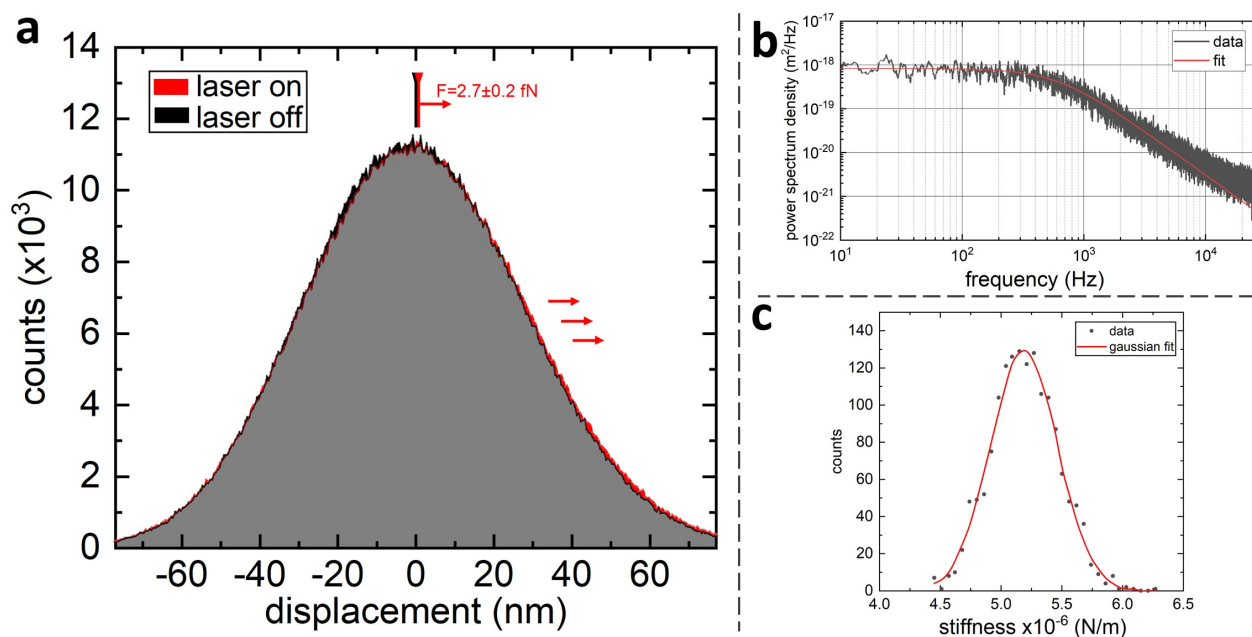 a
14
12
10
8
6
4
2
0
counts (x10³)
laser on
laser off
F=2.7±0.2 fN
-60 -40 -20 0 20 40 60
displacement (nm)
b
power spectrum density (m²/Hz)
10⁻¹⁷
10⁻¹⁸
10⁻¹⁹
10⁻²⁰
10⁻²¹
10⁻²²
data
fit
10¹ 10² 10³ 10⁴
frequency (Hz)
c
140
120
100
80
60
40
20
0
counts
data
gaussian fit
4.0 4.5 5.0 5.5 6.0 6.5
stiffness x10⁻⁶ (N/m)